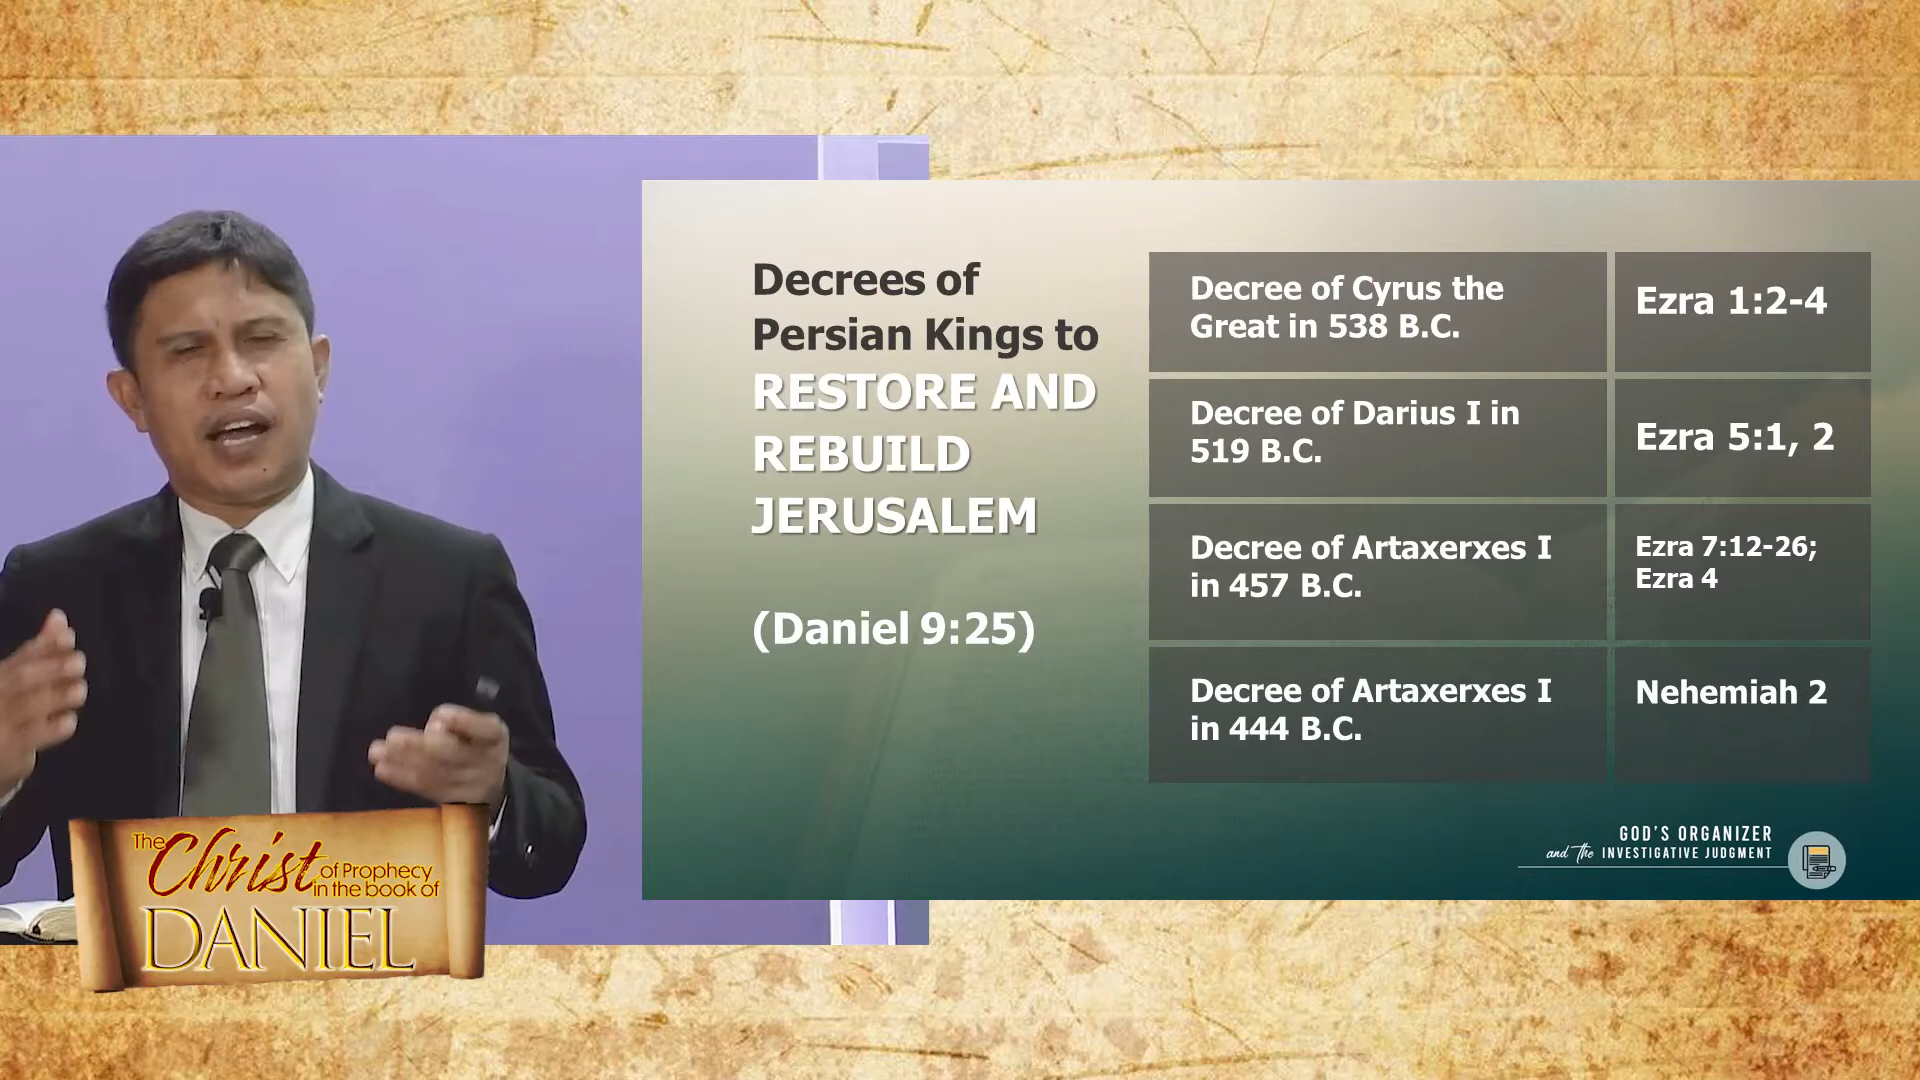 Decrees of
Persian Kings to
RESTORE AND
REBUILD
JERUSALEM
(Daniel 9:25)
Decree of Cyrus the
Great in 538 B.C.
Ezra 1:2-4
Decree of Darius I in
519 B.C.
Ezra 5:1, 2
Decree of Artaxerxes I
in 457 B.C.
Ezra 7:12-26;
Ezra 4
Decree of Artaxerxes I
in 444 B.C.
Nehemiah 2
GOD'S ORGANIZER
and the INVESTIGATIVE JUDGMENT
The Christ of Prophecy
in the book of
DANIEL